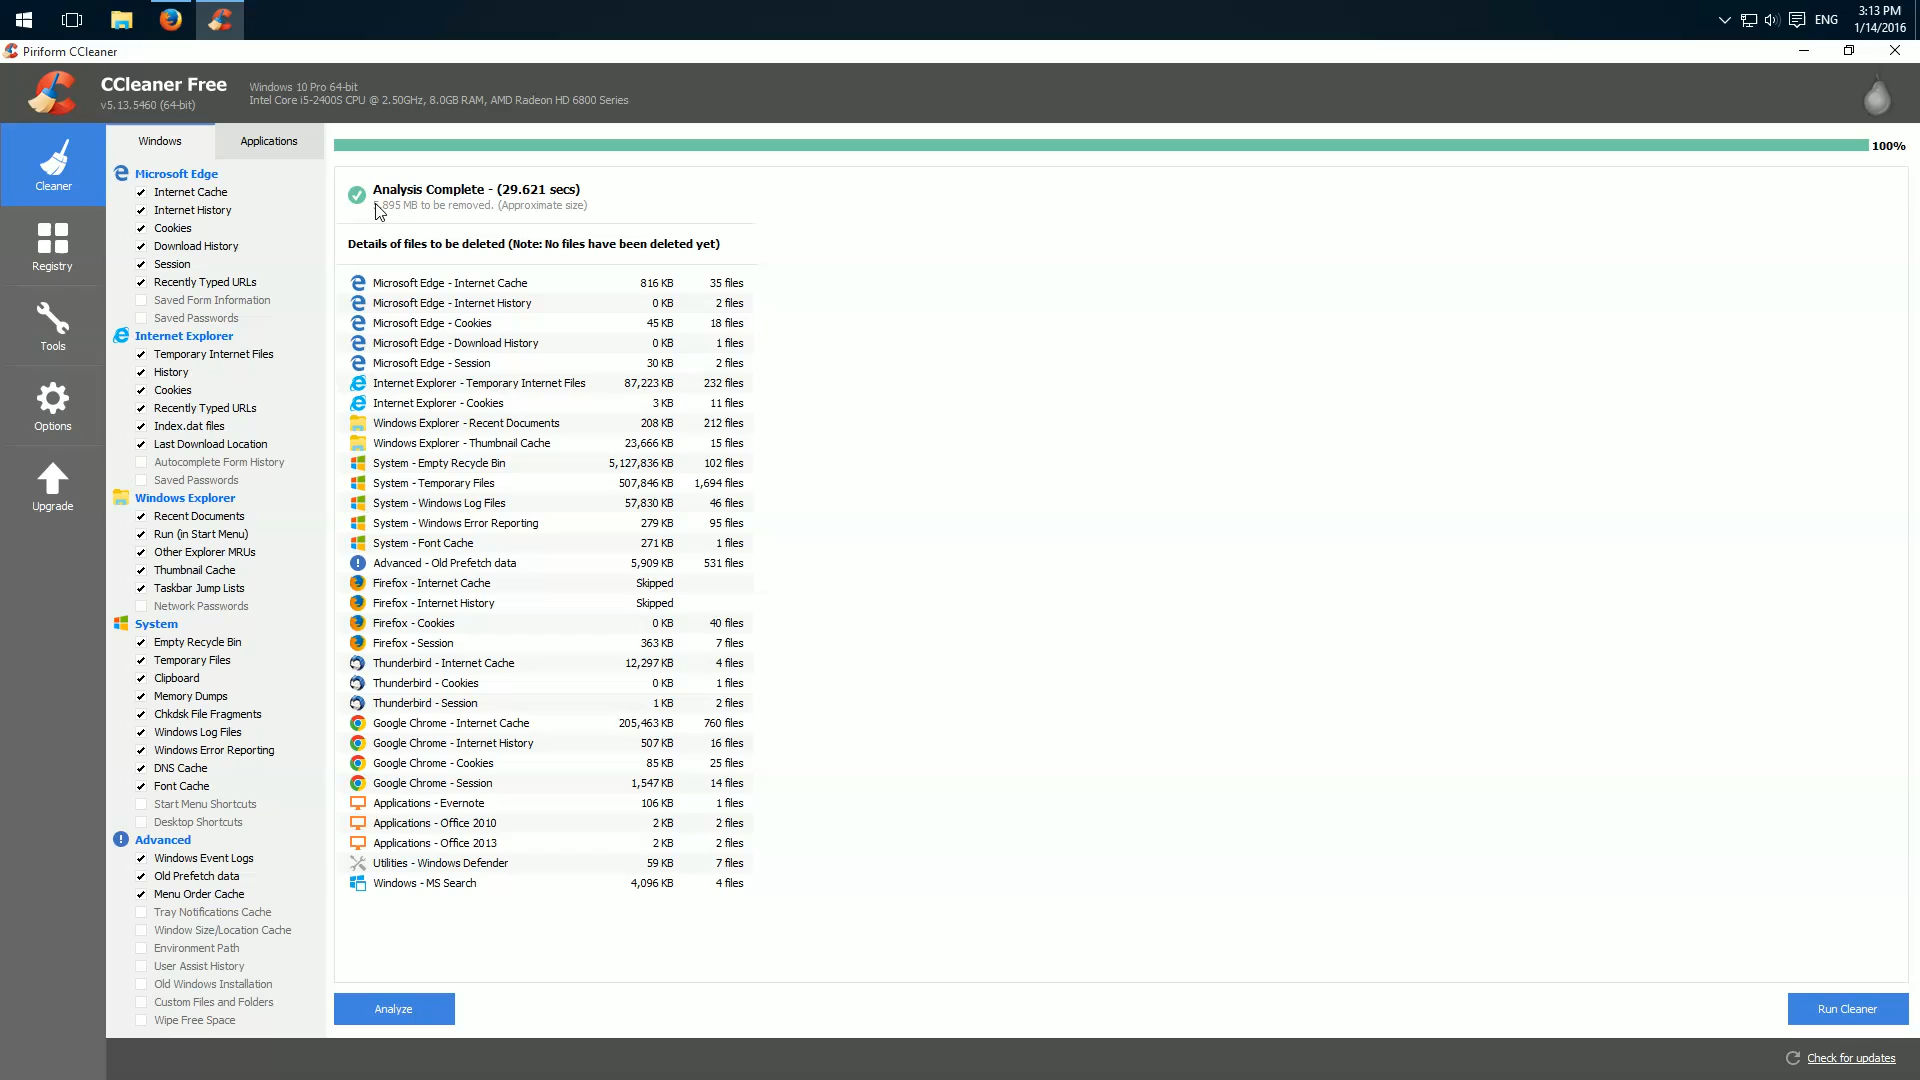 ENG
3:13 PM
1/14/2016
Piriform CCleaner
CCleaner Free
v5.13.5460 (64-bit)
Windows 10 Pro 64-bit
Intel Core i5-2400S CPU @ 2.50GHz, 8.0GB RAM, AMD Radeon HD 6800 Series
Cleaner
Registry
Tools
Options
Upgrade
Windows
Applications
Microsoft Edge
Internet Cache
Internet History
Cookies
Download History
Session
Recently Typed URLs
Saved Form Information
Saved Passwords
Internet Explorer
Temporary Internet Files
History
Cookies
Recently Typed URLs
Index.dat files
Last Download Location
Autocomplete Form History
Saved Passwords
Windows Explorer
Recent Documents
Run (in Start Menu)
Other Explorer MRUs
Thumbnail Cache
Taskbar Jump Lists
Network Passwords
System
Empty Recycle Bin
Temporary Files
Clipboard
Memory Dumps
Chkdsk File Fragments
Windows Log Files
Windows Error Reporting
DNS Cache
Font Cache
Start Menu Shortcuts
Desktop Shortcuts
Advanced
Windows Event Logs
Old Prefetch data
Menu Order Cache
Tray Notifications Cache
Window Size/Location Cache
Environment Path
User Assist History
Old Windows Installation
Custom Files and Folders
Wipe Free Space
100%
Analysis Complete - (29.621 secs)
MB to be removed. (Approximate size)
Details of files to be deleted (Note: No files have been deleted yet)
Microsoft Edge - Internet Cache 816 KB 35 files
Microsoft Edge - Internet History 0 KB 2 files
Microsoft Edge - Cookies 45 KB 18 files
Microsoft Edge - Download History 0 KB 1 files
Microsoft Edge - Session 30 KB 2 files
Internet Explorer - Temporary Internet Files 87,223 KB 232 files
Internet Explorer - Cookies 3 KB 11 files
Windows Explorer - Recent Documents 208 KB 212 files
Windows Explorer - Thumbnail Cache 23,666 KB 15 files
System - Empty Recycle Bin 5,127,836 KB 102 files
System - Temporary Files 507,846 KB 1,694 files
System - Windows Log Files 57,830 KB 46 files
System - Windows Error Reporting 279 KB 95 files
System - Font Cache 271 KB 1 files
Advanced - Old Prefetch data 5,909 KB 531 files
Firefox - Internet Cache Skipped
Firefox - Internet History Skipped
Firefox - Cookies 0 KB 40 files
Firefox - Session 363 KB 7 files
Thunderbird - Internet Cache 12,297 KB 4 files
Thunderbird - Cookies 0 KB 1 files
Thunderbird - Session 1 KB 2 files
Google Chrome - Internet Cache 205,463 KB 760 files
Google Chrome - Internet History 507 KB 16 files
Google Chrome - Cookies 85 KB 25 files
Google Chrome - Session 1,547 KB 14 files
Applications - Evernote 106 KB 1 files
Applications - Office 2010 2 KB 2 files
Applications - Office 2013 2 KB 2 files
Utilities - Windows Defender 59 KB 7 files
Windows - MS Search 4,096 KB 4 files
Analyze
Run Cleaner
Check for updates